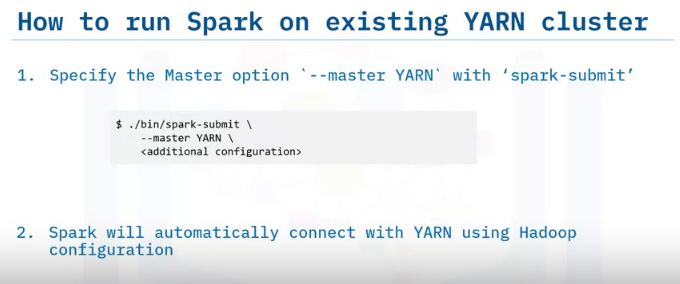 How to run Spark on existing YARN cluster
1. Specify the Master option `--master YARN` with ‘spark-submit’
$ ./bin/spark-submit \
--master YARN \
<additional configuration>
2. Spark will automatically connect with YARN using Hadoop
configuration